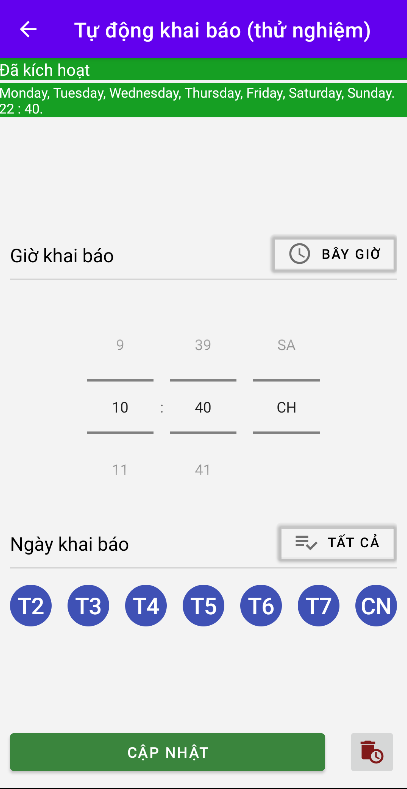 Tự động khai báo (thử nghiệm)
Đã kích hoạt
Monday, Tuesday, Wednesday, Thursday, Friday, Saturday, Sunday.
22 : 40.
Giờ khai báo
BÂY GIỜ
9 39 SA
10 : 40 CH
11 41
Ngày khai báo
TẤT CẢ
T2 T3 T4 T5 T6 T7 CN
CẬP NHẬT